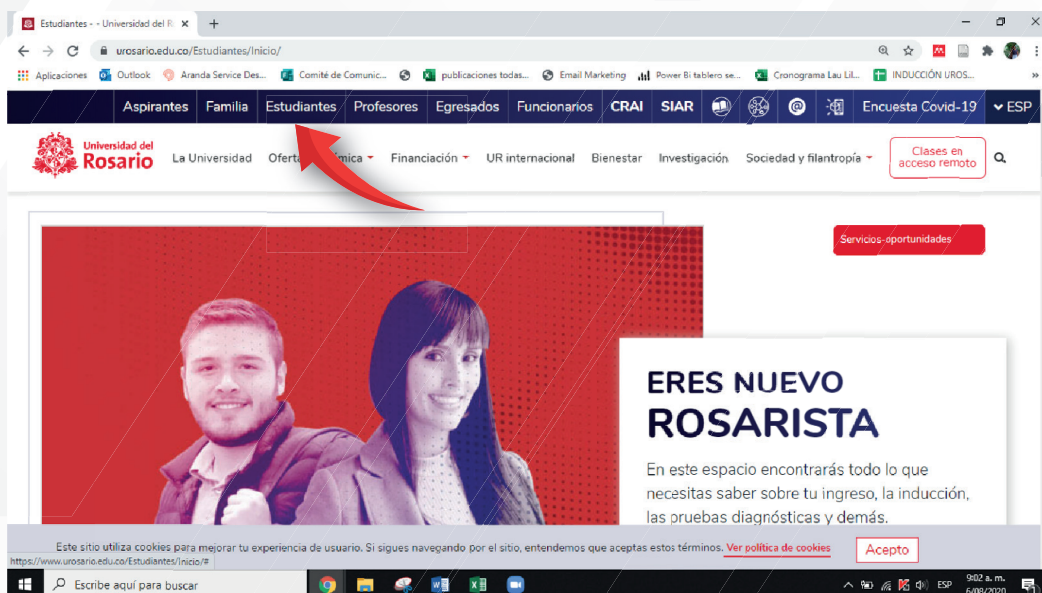 Estudiantes - - Universidad del R
urosario.edu.co/Estudiantes/Inicio/
Aplicaciones Outlook Aranda Service Des... Comité de Comunic... publicaciones todas... Email Marketing Power Bi tablero se... Cronograma Lau Lil... INDUCCIÓN UROS... »
Aspirantes Familia Estudiantes Profesores Egresados Funcionarios CRAI SIAR Encuesta Covid-19 ESP
Universidad del
Rosario
La Universidad Oferta mica Financiación UR internacional Bienestar Investigación Sociedad y filantropía
Clases en
acceso remoto
Servicios-oportunidades
ERES NUEVO
ROSARISTA
En este espacio encontrarás todo lo que
necesitas saber sobre tu ingreso, la inducción,
las pruebas diagnósticas y demás.
Este sitio utiliza cookies para mejorar tu experiencia de usuario. Si sigues navegando por el sitio, entendemos que aceptas estos términos. Ver política de cookies Acepto
https://www.urosario.edu.co/Estudiantes/Inicio/#
Escribe aquí para buscar
ESP
9:02 a. m.
6/08/2020